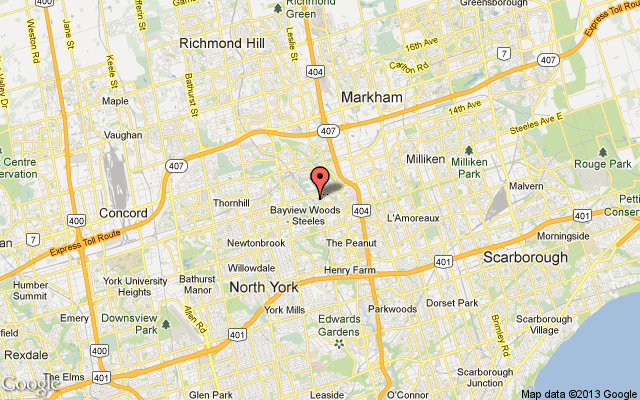 Richmond
Green
Greensborough
Weston Rd
Jane St
Keele St
Dufferin St
Richmond Hill
Leslie St
16th Ave
Carlton Rd
7
Express Toll Route
407
404
Markham
14th Ave
Bathurst St
Maple
Vaughan
407
Steeles Ave E
Milliken
Milliken
Park
Rouge Park
Malvern
407
400
Concord
Express Toll Route
Thornhill
Bayview Woods
- Steeles
404
L'Amoreaux
Newtonbrook
The Peanut
Morningside
401
Scarborough
Willowdale
Henry Farm
York University
Heights
Bathurst
Manor
North York
Humber
Summit
Emery
Downsview
Park
Allen Rd
York Mills
401
Edwards
Gardens
Parkwoods
Dorset Park
Brimley Rd
Scarborough
Village
400
Rexdale
401
The Elms
Glen Park
Leaside
O'Connor
Scarborough
Junction
Google
Map data ©2013 Google